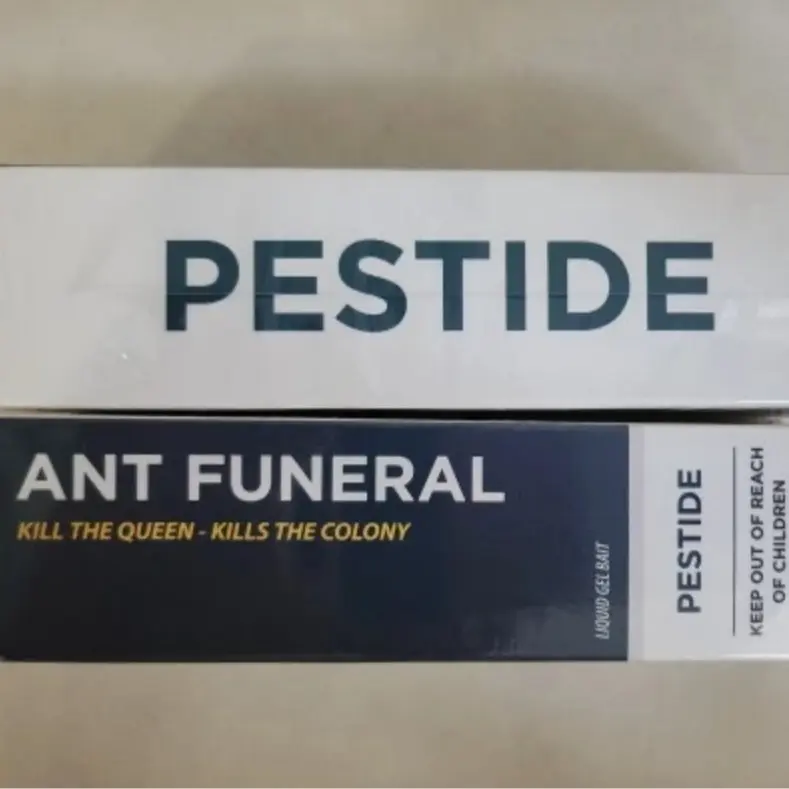 PESTIDE
ANT FUNERAL
KILL THE QUEEN - KILLS THE COLONY
LIQUID GEL BAIT
PESTIDE
KEEP OUT OF REACH
OF CHILDREN